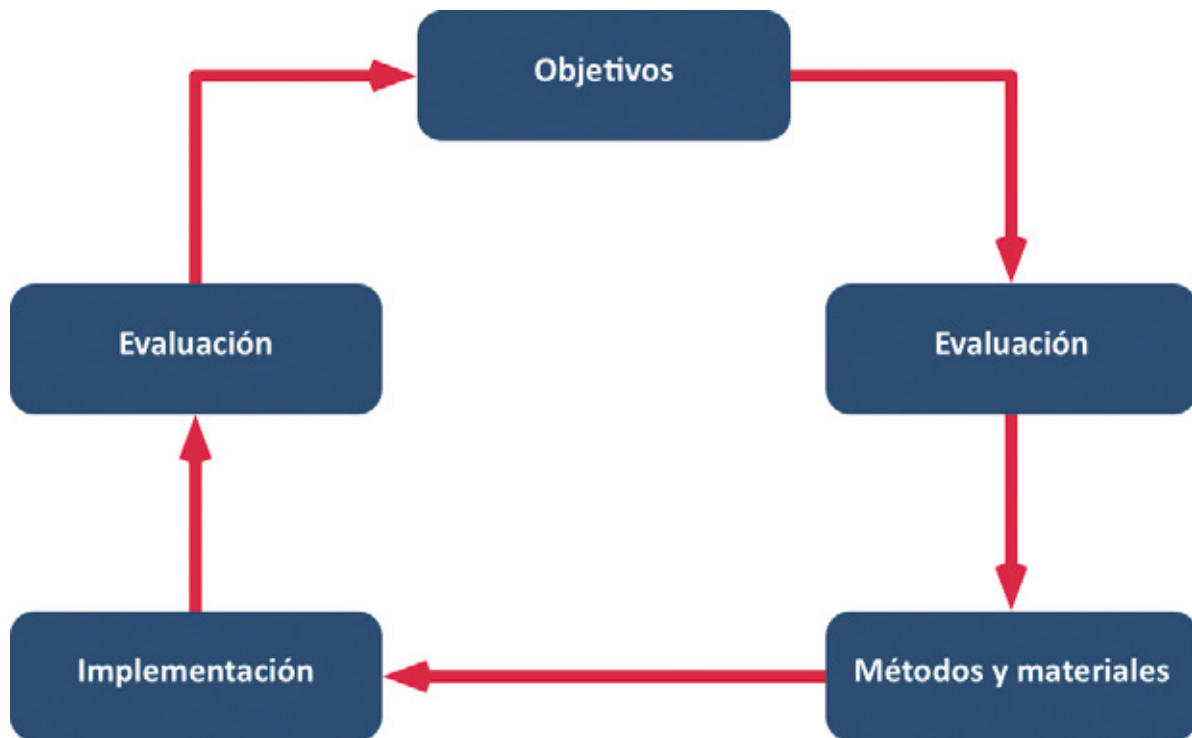 Objetivos
Evaluación
Evaluación
Implementación
Métodos y materiales